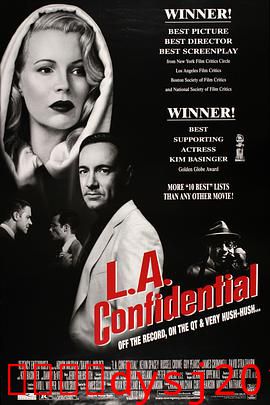 WINNER!
BEST PICTURE
BEST DIRECTOR
BEST SCREENPLAY
from New York Film Critics Circle
Los Angeles Film Critics
Boston Society of Film Critics
and National Society of Film Critics
WINNER!
BEST
SUPPORTING
ACTRESS
KIM BASINGER
Golden Globe Award
MORE "10 BEST" LISTS
THAN ANY OTHER MOVIE!
L.A.
Confidential
OFF THE RECORD, ON THE QT & VERY HUSH-HUSH...
dysj20